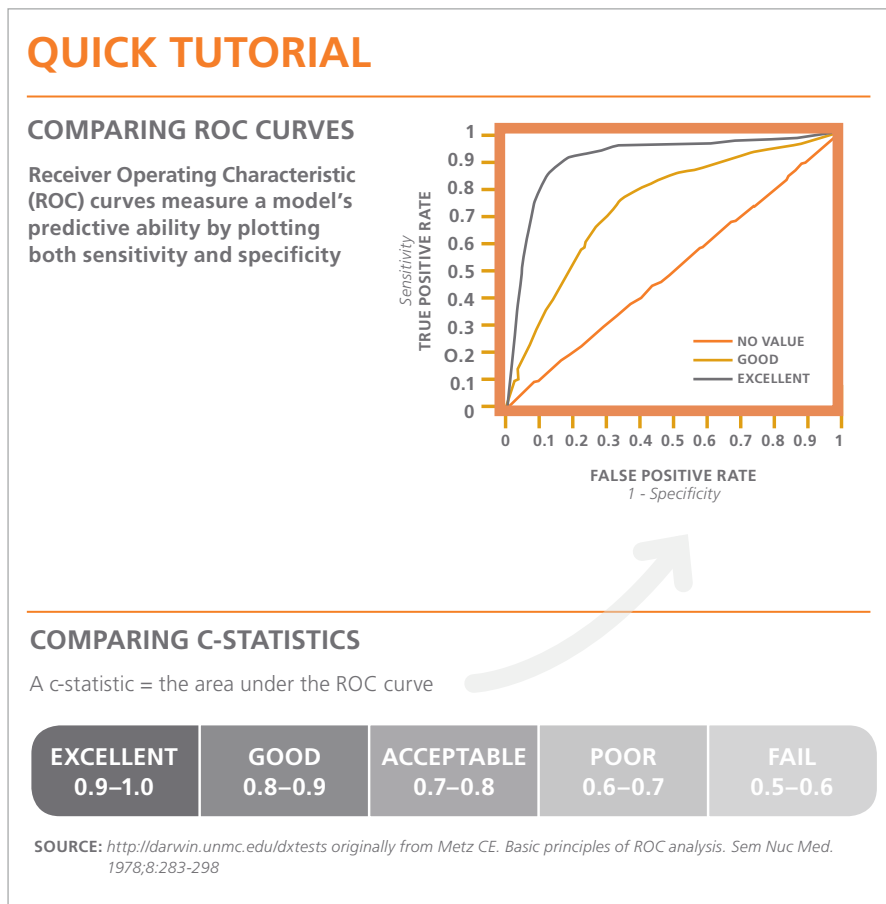 QUICK TUTORIAL
COMPARING ROC CURVES
Receiver Operating Characteristic
(ROC) curves measure a model's
predictive ability by plotting
both sensitivity and specificity
Sensitivity
TRUE POSITIVE RATE
1
0.9
0.8
0.7
0.6
0.5
0.4
0.3
O.2
0.1
0
NO VALUE
GOOD
EXCELLENT
0 0.1 0.2 0.3 0.4 0.5 0.6 0.7 0.8 0.9 1
FALSE POSITIVE RATE
1 - Specificity
COMPARING C-STATISTICS
A c-statistic = the area under the ROC curve
EXCELLENT
0.9–1.0
GOOD
0.8–0.9
ACCEPTABLE
0.7–0.8
POOR
0.6–0.7
FAIL
0.5–0.6
SOURCE: http://darwin.unmc.edu/dxtests originally from Metz CE. Basic principles of ROC analysis. Sem Nuc Med.
1978;8:283-298